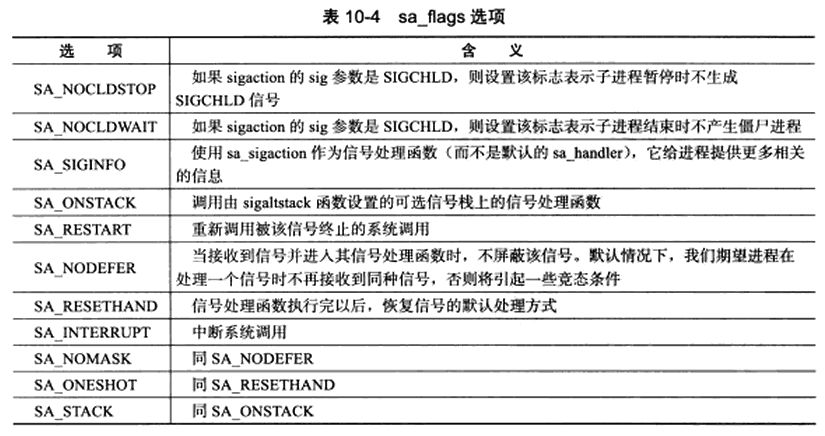 表 10-4 sa_flags 选项
选 项 含 义
SA_NOCLDSTOP 如果 sigaction 的 sig 参数是 SIGCHLD，则设置该标志表示子进程暂停时不生成
SIGCHLD 信号
SA_NOCLDWAIT 如果 sigaction 的 sig 参数是 SIGCHLD，则设置该标志表示子进程结束时不产生僵尸进程
SA_SIGINFO 使用 sa_sigaction 作为信号处理函数（而不是默认的 sa_handler），它给进程提供更多相关
的信息
SA_ONSTACK 调用由 sigaltstack 函数设置的可选信号栈上的信号处理函数
SA_RESTART 重新调用被该信号终止的系统调用
SA_NODEFER 当接收到信号并进入其信号处理函数时，不屏蔽该信号。默认情况下，我们期望进程在
处理一个信号时不再接收到同种信号，否则将引起一些竞态条件
SA_RESETHAND 信号处理函数执行完以后，恢复信号的默认处理方式
SA_INTERRUPT 中断系统调用
SA_NOMASK 同 SA_NODEFER
SA_ONESHOT 同 SA_RESETHAND
SA_STACK 同 SA_ONSTACK